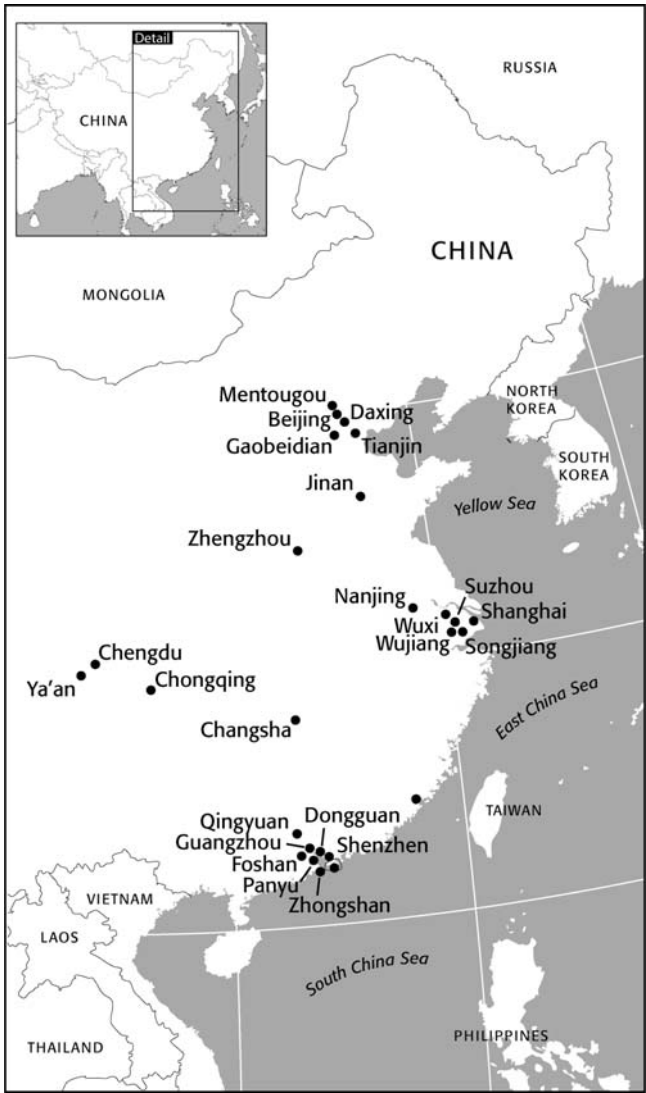 Detail
CHINA
RUSSIA
CHINA
MONGOLIA
NORTH
KOREA
SOUTH
KOREA
Mentougou
Beijing
Daxing
Gaobeidian
Tianjin
Jinan
Yellow Sea
Zhengzhou
Nanjing
Suzhou
Shanghai
Wuxi
Wujiang
Songjiang
Chengdu
Ya'an
Chongqing
East China Sea
Changsha
TAIWAN
Qingyuan
Dongguan
Guangzhou
Shenzhen
Foshan
Panyu
Zhongshan
VIETNAM
LAOS
South China Sea
THAILAND
PHILIPPINES